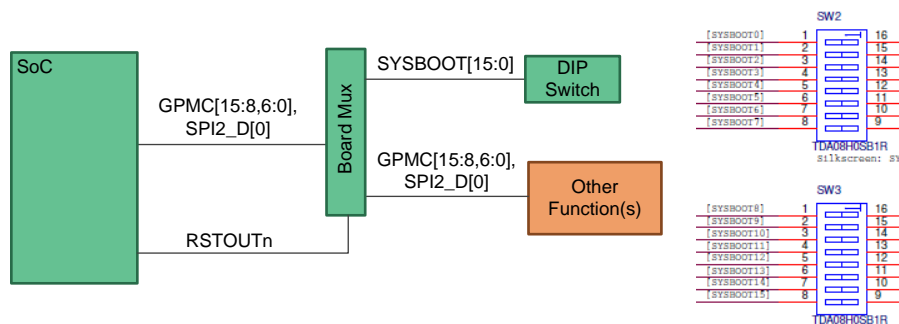 SoC
GPMC[15:8,6:0],
SPI2_D[0]
RSTOUTn
Board Mux
SYSBOOT[15:0]
DIP
Switch
GPMC[15:8,6:0],
SPI2_D[0]
Other
Function(s)
SW2
[SYSBOOT0] 1 16
[SYSBOOT1] 2 15
[SYSBOOT2] 3 14
[SYSBOOT3] 4 13
[SYSBOOT4] 5 12
[SYSBOOT5] 6 11
[SYSBOOT6] 7 10
[SYSBOOT7] 8 9
TDA08H0SB1R
Silkscreen: SY
SW3
[SYSBOOT8] 1 16
[SYSBOOT9] 2 15
[SYSBOOT10] 3 14
[SYSBOOT11] 4 13
[SYSBOOT12] 5 12
[SYSBOOT13] 6 11
[SYSBOOT14] 7 10
[SYSBOOT15] 8 9
TDA08H0SB1R